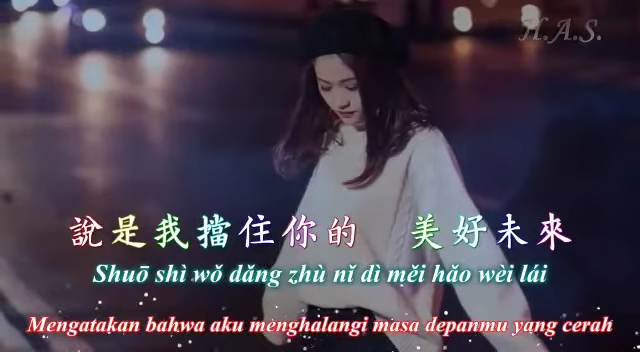 H.A.S.
說是我擋住你的 美好未來
Shuō shì wǒ dǎng zhù nǐ dì měi hǎo wèi lái
Mengatakan bahwa aku menghalangi masa depanmu yang cerah